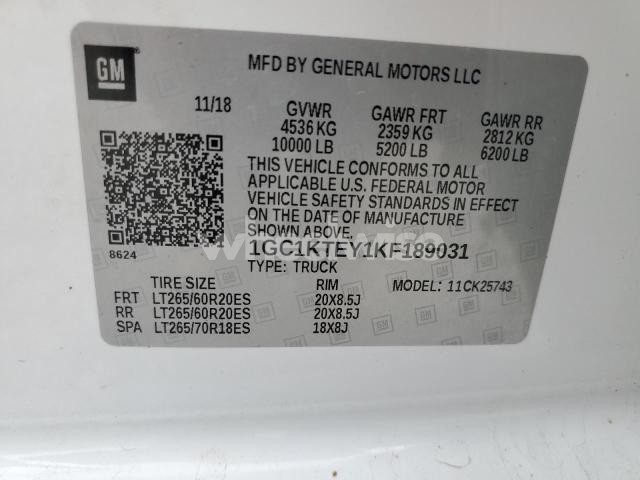 GM
MFD BY GENERAL MOTORS LLC
11/18 GVWR GAWR FRT GAWR RR
4536 KG 2359 KG 2812 KG
10000 LB 5200 LB 6200 LB
THIS VEHICLE CONFORMS TO ALL
APPLICABLE U.S. FEDERAL MOTOR
VEHICLE SAFETY STANDARDS IN EFFECT
ON THE DATE OF MANUFACTURE
SHOWN ABOVE.
8624 1GC1KTEY1KF189031
TYPE: TRUCK
TIRE SIZE RIM MODEL: 11CK25743
FRT LT265/60R20ES 20X8.5J
RR LT265/60R20ES 20X8.5J
SPA LT265/70R18ES 18X8J